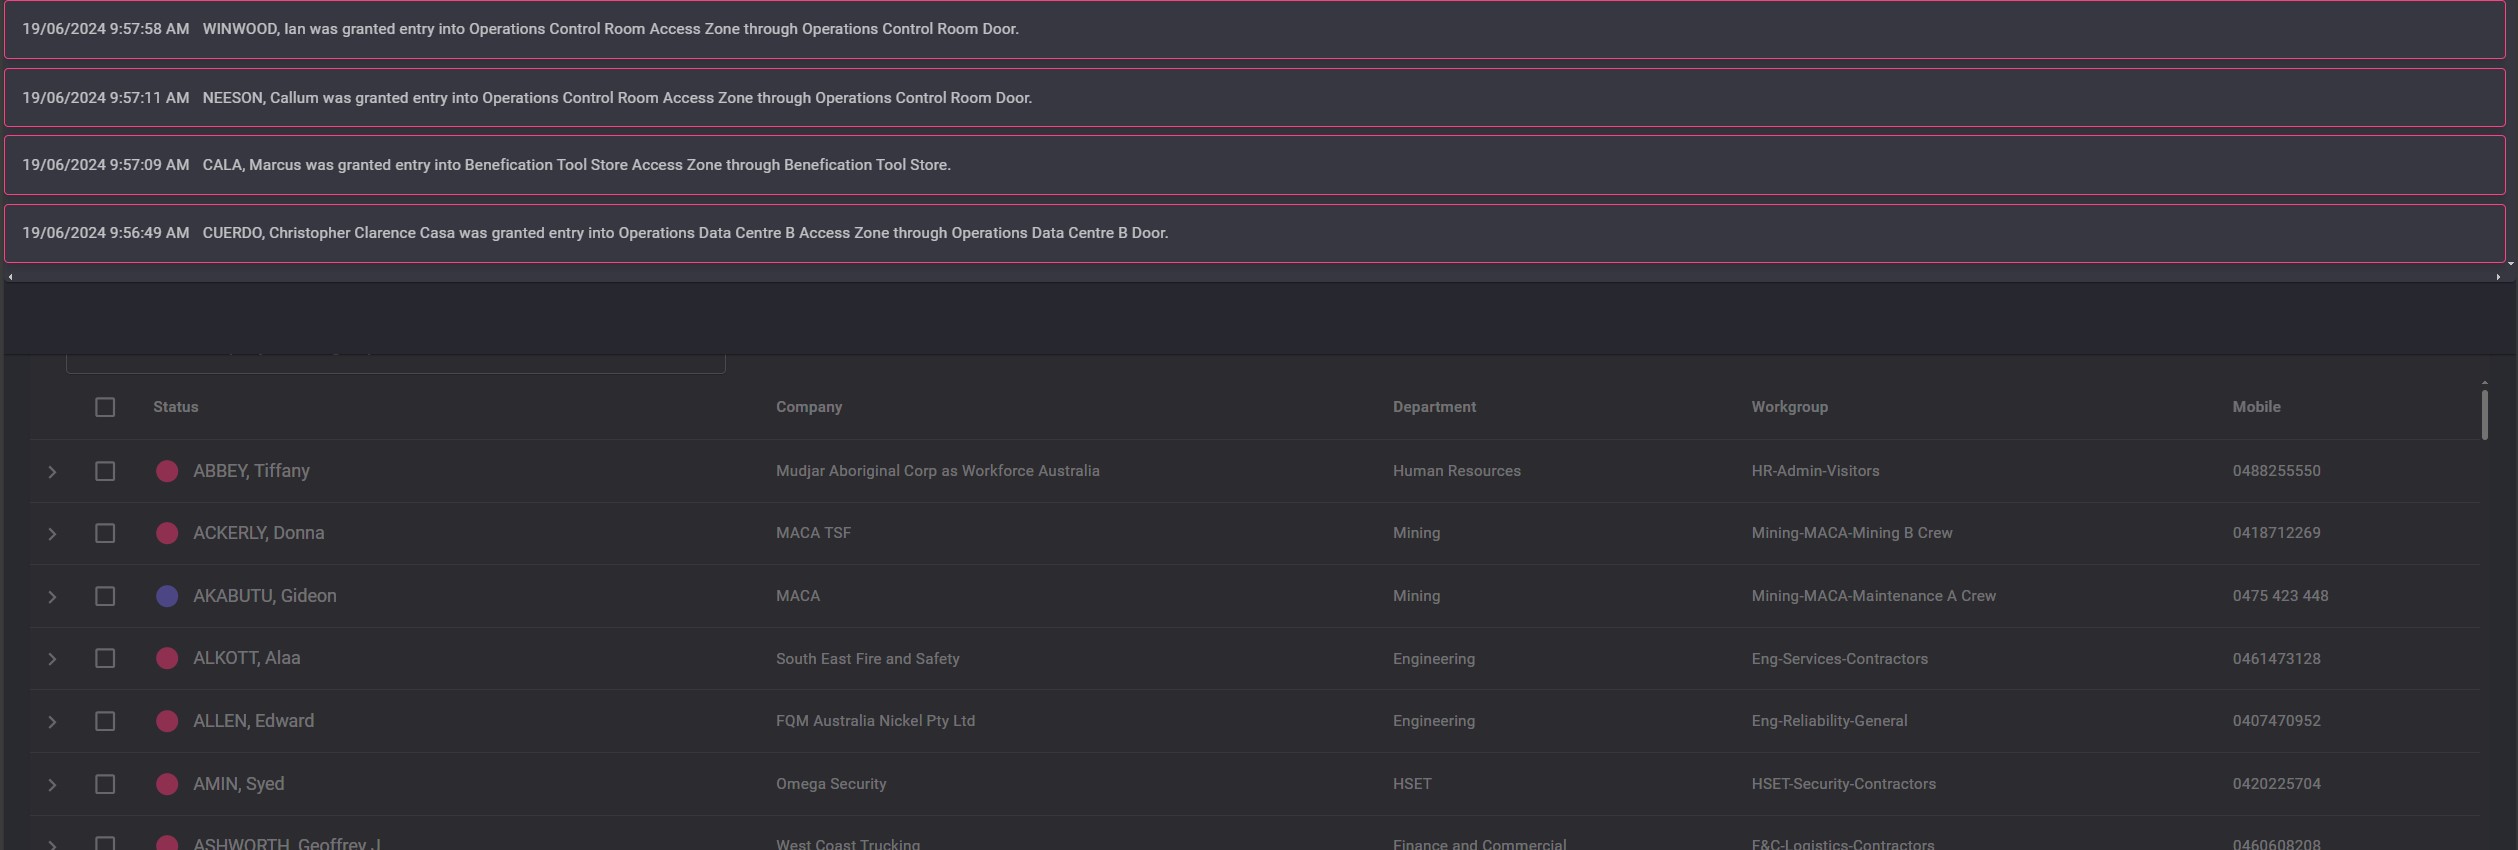 19/06/2024 9:57:58 AM WINWOOD, Ian was granted entry into Operations Control Room Access Zone through Operations Control Room Door.
19/06/2024 9:57:11 AM NEESON, Callum was granted entry into Operations Control Room Access Zone through Operations Control Room Door.
19/06/2024 9:57:09 AM CALA, Marcus was granted entry into Benefication Tool Store Access Zone through Benefication Tool Store.
19/06/2024 9:56:49 AM CUERDO, Christopher Clarence Casa was granted entry into Operations Data Centre B Access Zone through Operations Data Centre B Door.
Status Company Department Workgroup Mobile
ABBEY, Tiffany Mudjar Aboriginal Corp as Workforce Australia Human Resources HR-Admin-Visitors 0488255550
ACKERLY, Donna MACA TSF Mining Mining-MACA-Mining B Crew 0418712269
AKABUTU, Gideon MACA Mining Mining-MACA-Maintenance A Crew 0475 423 448
ALKOTT, Alaa South East Fire and Safety Engineering Eng-Services-Contractors 0461473128
ALLEN, Edward FQM Australia Nickel Pty Ltd Engineering Eng-Reliability-General 0407470952
AMIN, Syed Omega Security HSET HSET-Security-Contractors 0420225704
ASHWORTH, Geoffrey J West Coast Trucking Finance and Commercial F&C-Logistics-Contractors 0460608208